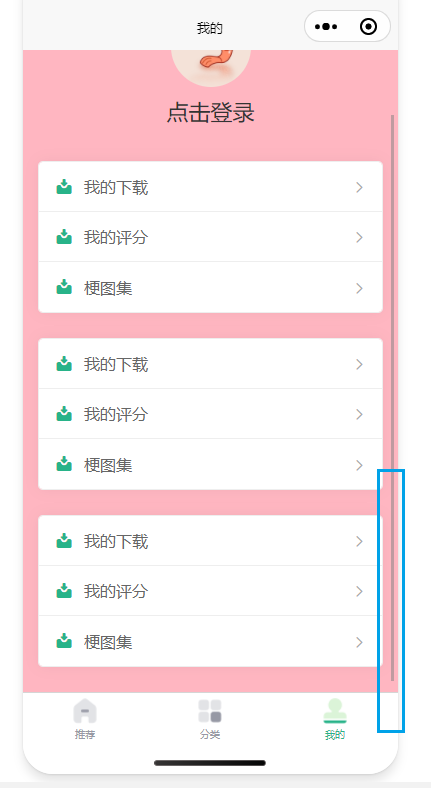 我的
点击登录
我的下载
我的评分
梗图集
我的下载
我的评分
梗图集
我的下载
我的评分
梗图集
推荐
分类
我的